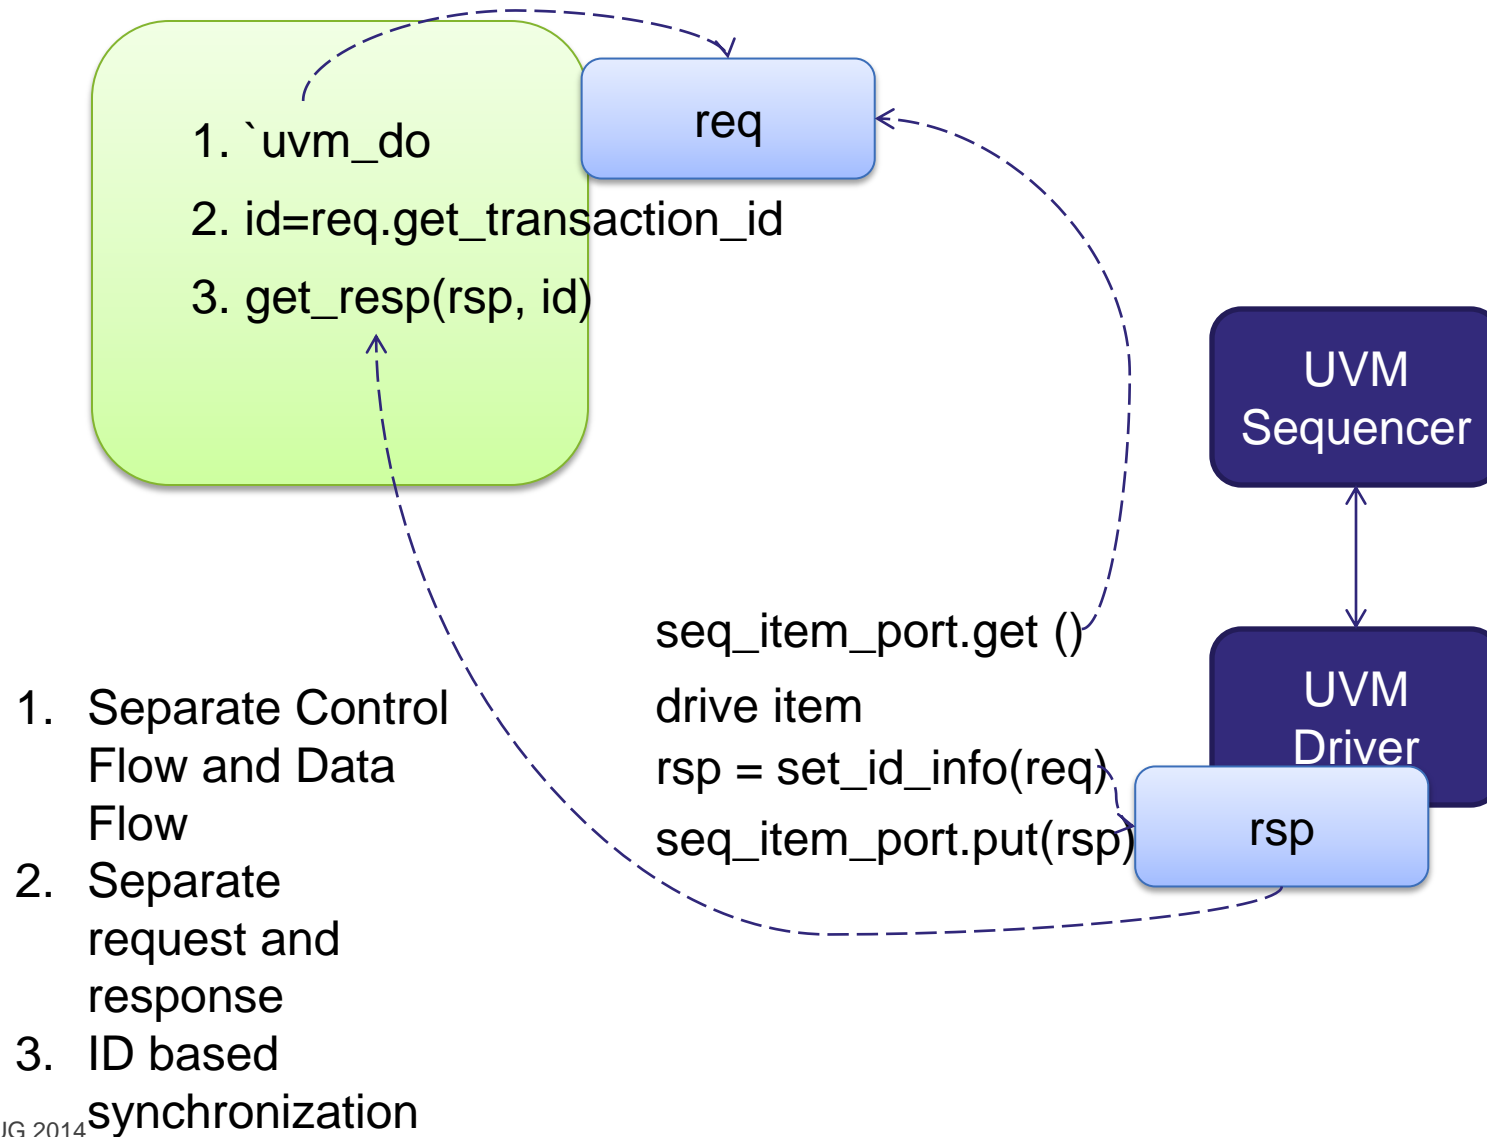 req
1. `uvm_do
2. id=req.get_transaction_id
3. get_resp(rsp, id)
UVM
Sequencer
seq_item_port.get ()
drive item
rsp = set_id_info(req)
seq_item_port.put(rsp)
UVM
Driver
rsp
1. Separate Control
Flow and Data
Flow
2. Separate
request and
response
3. ID based
synchronization
UG 2014